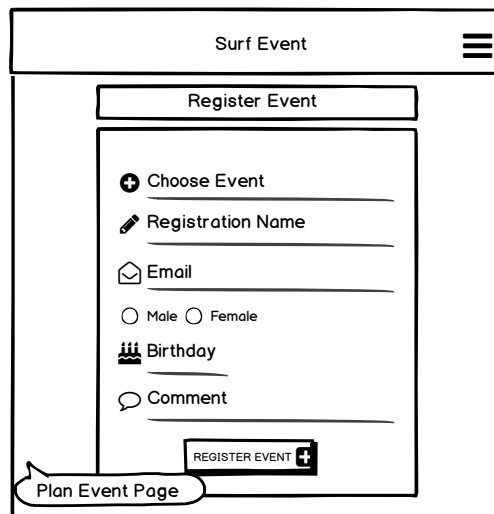 Surf Event
Register Event
Choose Event
Registration Name
Email
Male Female
Birthday
Comment
REGISTER EVENT
Plan Event Page